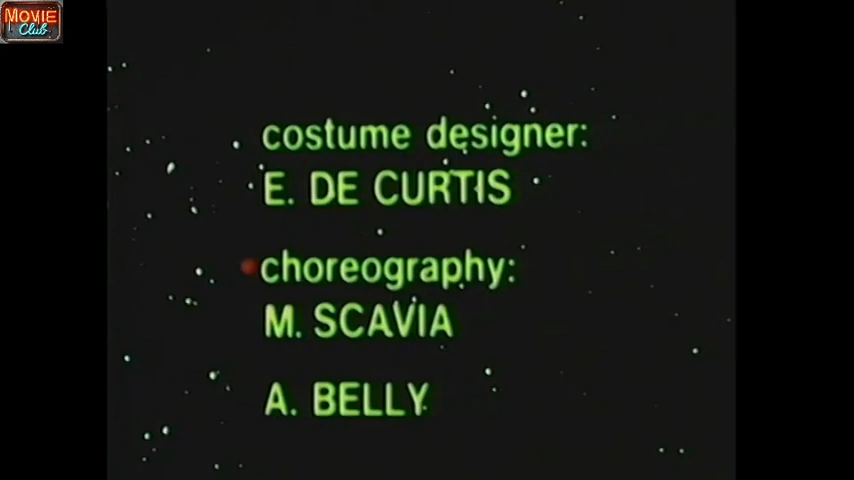 MOVIE
Club
costume designer:
E. DE CURTIS
choreography:
M. SCAVIA
A. BELLY